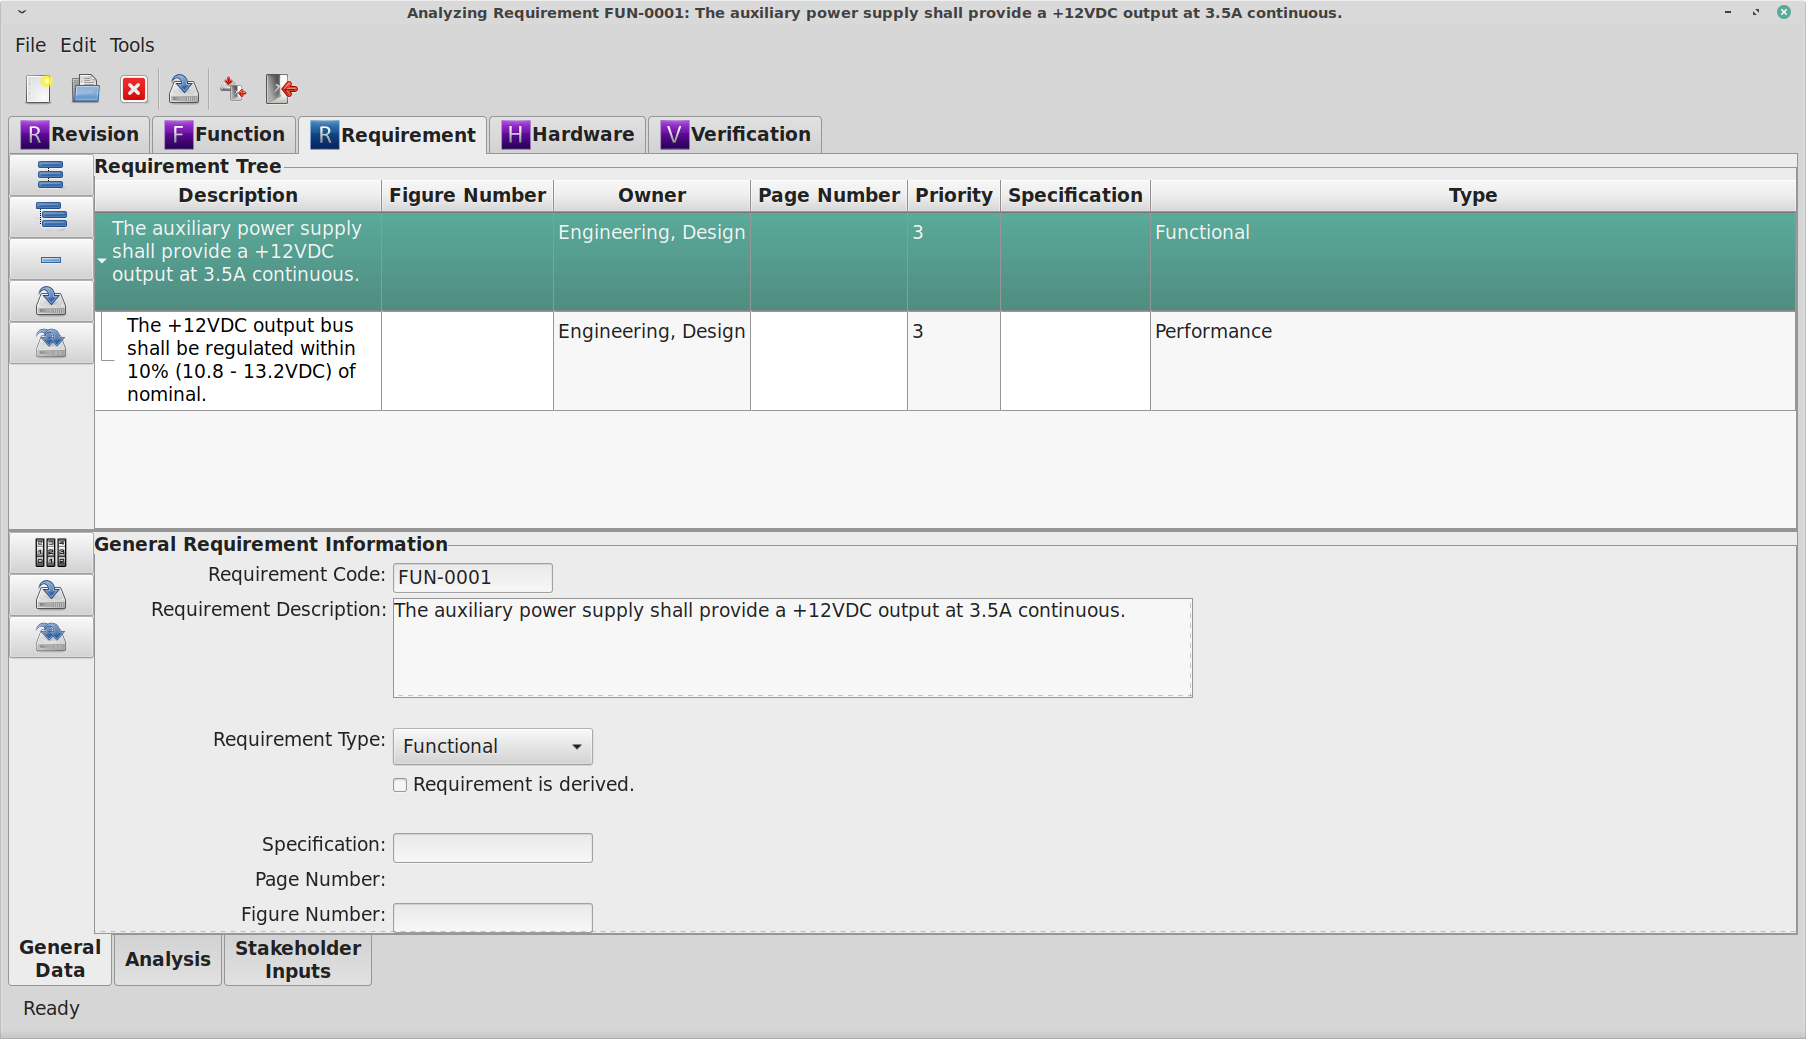 Analyzing Requirement FUN-0001: The auxiliary power supply shall provide a +12VDC output at 3.5A continuous.
File Edit Tools
R Revision F Function R Requirement H Hardware V Verification
Requirement Tree
Description Figure Number Owner Page Number Priority Specification Type
The auxiliary power supply
shall provide a +12VDC
output at 3.5A continuous.
Engineering, Design 3 Functional
The +12VDC output bus
shall be regulated within
10% (10.8 - 13.2VDC) of
nominal.
Engineering, Design 3 Performance
General Requirement Information
Requirement Code: FUN-0001
Requirement Description: The auxiliary power supply shall provide a +12VDC output at 3.5A continuous.
Requirement Type: Functional
Requirement is derived.
Specification:
Page Number:
Figure Number:
General
Data
Analysis
Stakeholder
Inputs
Ready